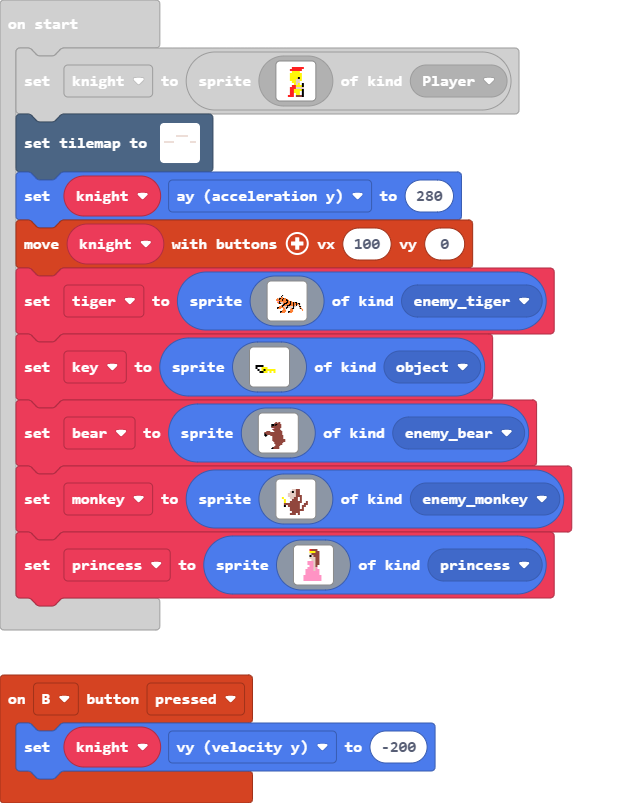 on start
set knight to sprite of kind Player
set tilemap to
set knight ay (acceleration y) to 280
move knight with buttons vx 100 vy 0
set tiger to sprite of kind enemy_tiger
set key to sprite of kind object
set bear to sprite of kind enemy_bear
set monkey to sprite of kind enemy_monkey
set princess to sprite of kind princess
on B button pressed
set knight vy (velocity y) to -200